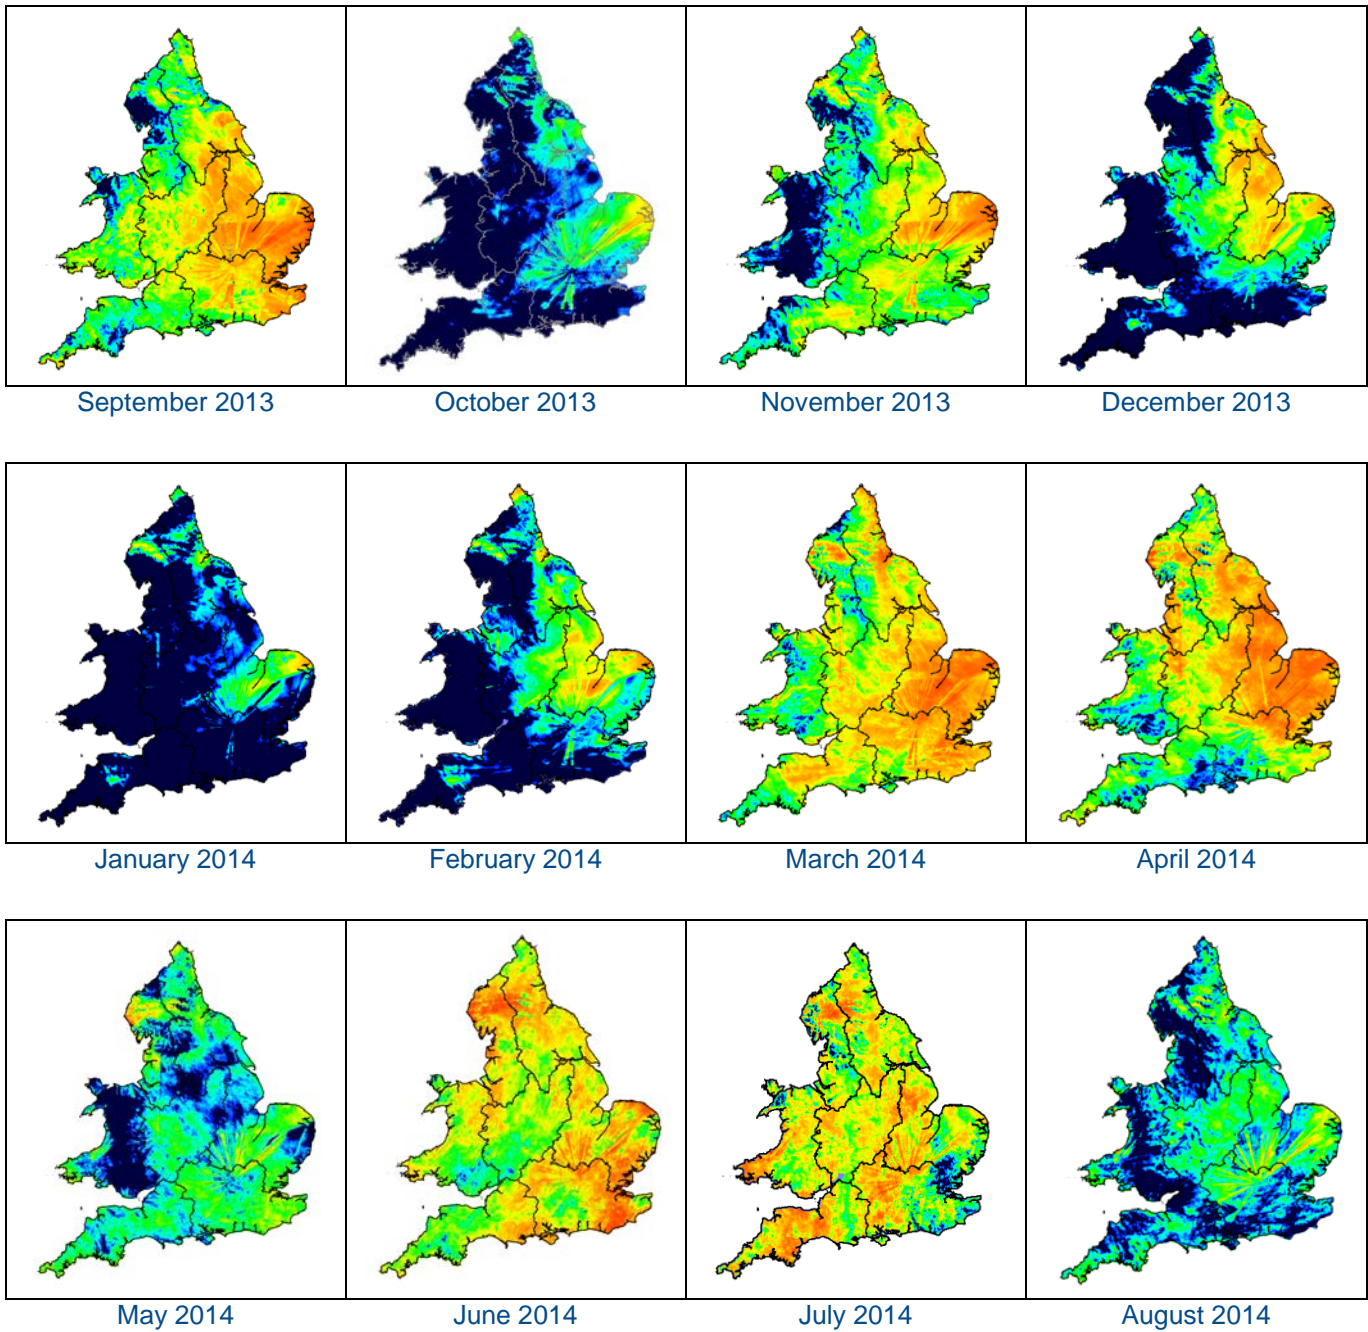 September 2013
October 2013
November 2013
December 2013
January 2014
February 2014
March 2014
April 2014
May 2014
June 2014
July 2014
August 2014